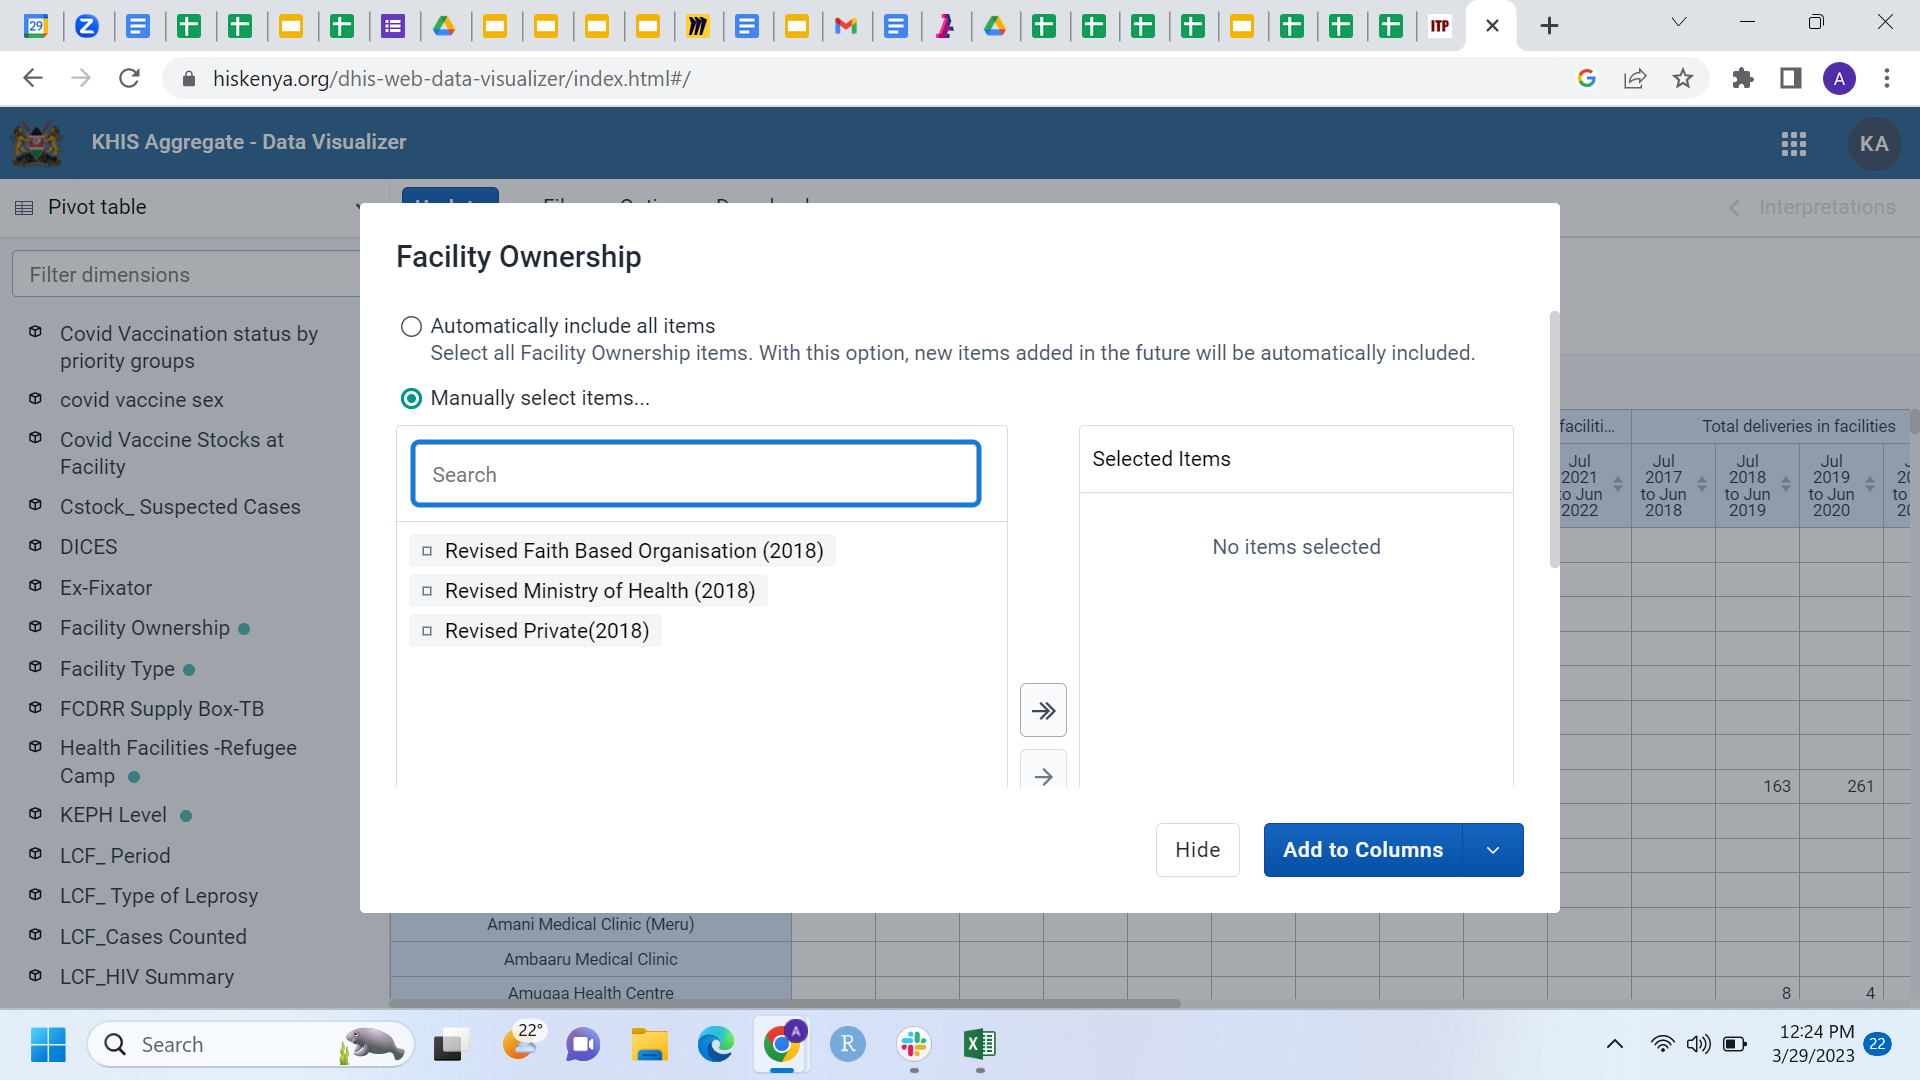 29
ITP
hiskenya.org/dhis-web-data-visualizer/index.html#/
A
KHIS Aggregate - Data Visualizer
KA
Pivot table
Interpretations
Filter dimensions
Covid Vaccination status by
priority groups
covid vaccine sex
Covid Vaccine Stocks at
Facility
Cstock_ Suspected Cases
DICES
Ex-Fixator
Facility Ownership
Facility Type
FCDRR Supply Box-TB
Health Facilities -Refugee
Camp
KEPH Level
LCF_ Period
LCF_ Type of Leprosy
LCF_Cases Counted
LCF_HIV Summary
Facility Ownership
Automatically include all items
Select all Facility Ownership items. With this option, new items added in the future will be automatically included.
Manually select items...
Search
Revised Faith Based Organisation (2018)
Revised Ministry of Health (2018)
Revised Private(2018)
Selected Items
No items selected
Hide
Add to Columns
faciliti...
Total deliveries in facilities
Jul
2021
to Jun
2022
Jul
2017
to Jun
2018
Jul
2018
to Jun
2019
Jul
2019
to Jun
2020
163
261
Amani Medical Clinic (Meru)
Ambaaru Medical Clinic
Amugaa Health Centre
8
4
Search
22°
A
R
12:24 PM
3/29/2023
22